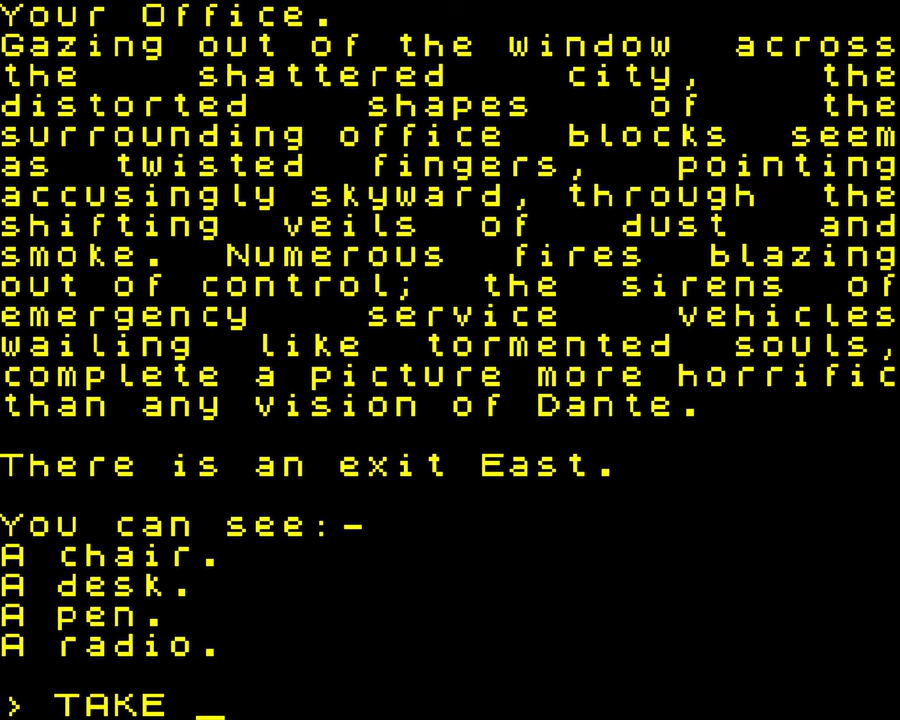 Your Office.
Gazing out of the window across
the shattered city, the
distorted shapes of the
surrounding office blocks seem
as twisted fingers, pointing
accusingly skyward, through the
shifting veils of dust and
smoke. Numerous fires blazing
out of control; the sirens of
emergency service vehicles
wailing like tormented souls,
complete a picture more horrific
than any vision of Dante.
There is an exit East.
You can see:-
A chair.
A desk.
A pen.
A radio.
> TAKE _